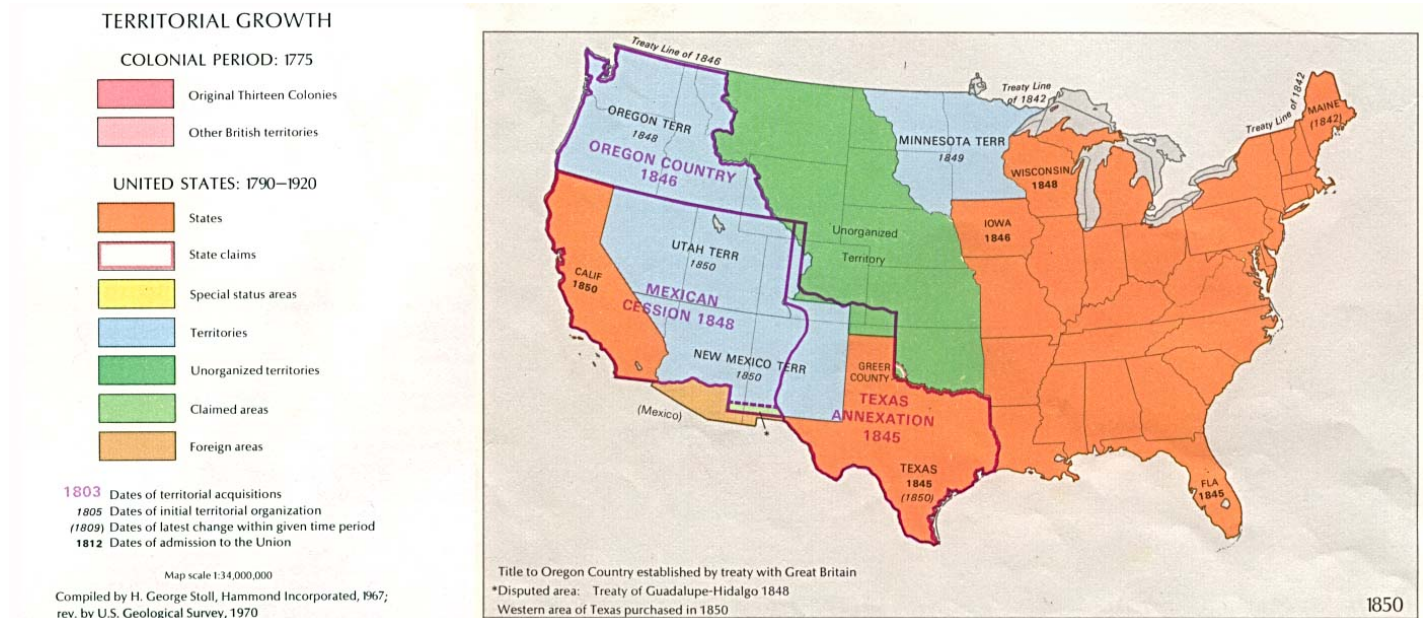 TERRITORIAL GROWTH
COLONIAL PERIOD: 1775
Original Thirteen Colonies
Other British territories
UNITED STATES: 1790–1920
States
State claims
Special status areas
Territories
Unorganized territories
Claimed areas
Foreign areas
1803 Dates of territorial acquisitions
1805 Dates of initial territorial organization
(1809) Dates of latest change within given time period
1812 Dates of admission to the Union
Map scale 1:34,000,000
Compiled by H. George Stoll, Hammond Incorporated, 1967;
rev. by U.S. Geological Survey, 1970
Treaty Line of 1846
OREGON TERR
1848
OREGON COUNTRY
1846
Treaty Line
of 1842
MINNESOTA TERR
1849
Treaty Line of 1842
MAINE
(1842)
WISCONSIN
1848
IOWA
1846
Unorganized
Territory
UTAH TERR
1850
CALIF
1850
MEXICAN
CESSION 1848
NEW MEXICO TERR
1850
GREER
COUNTY
(Mexico)
*
TEXAS
ANNEXATION
1845
TEXAS
1845
(1850)
FLA
1845
Title to Oregon Country established by treaty with Great Britain
*Disputed area: Treaty of Guadalupe-Hidalgo 1848
Western area of Texas purchased in 1850
1850